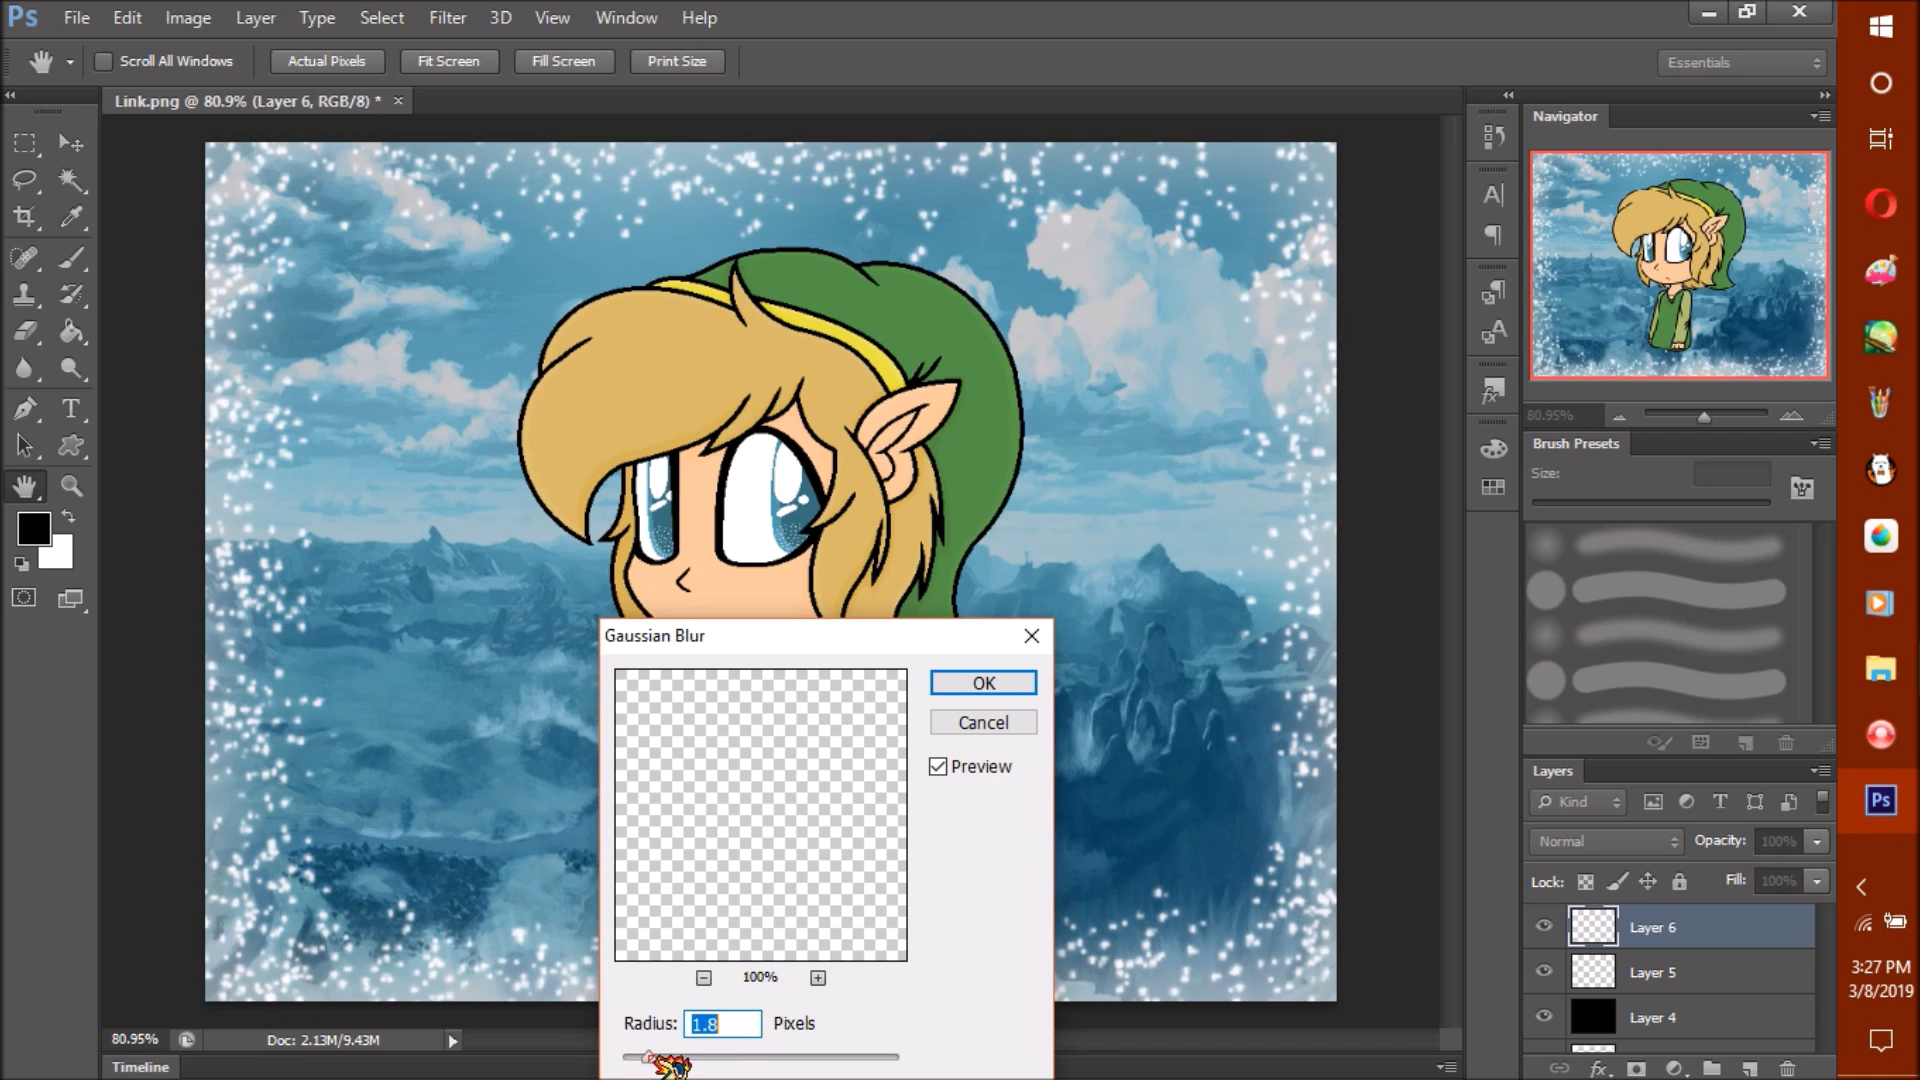 Ps File Edit Image Layer Type Select Filter 3D View Window Help
Scroll All Windows Actual Pixels Fit Screen Fill Screen Print Size Essentials
Link.png @ 80.9% (Layer 6, RGB/8) * ×
Navigator
80.95%
Brush Presets
Size:
Gaussian Blur
OK
Cancel
Preview
100%
Radius: 1.8 Pixels
Layers
Kind
Normal Opacity: 100%
Lock: Fill: 100%
Layer 6
Layer 5
Layer 4
80.95% Doc: 2.13M/9.43M
Timeline
Ps
3:27 PM
3/8/2019